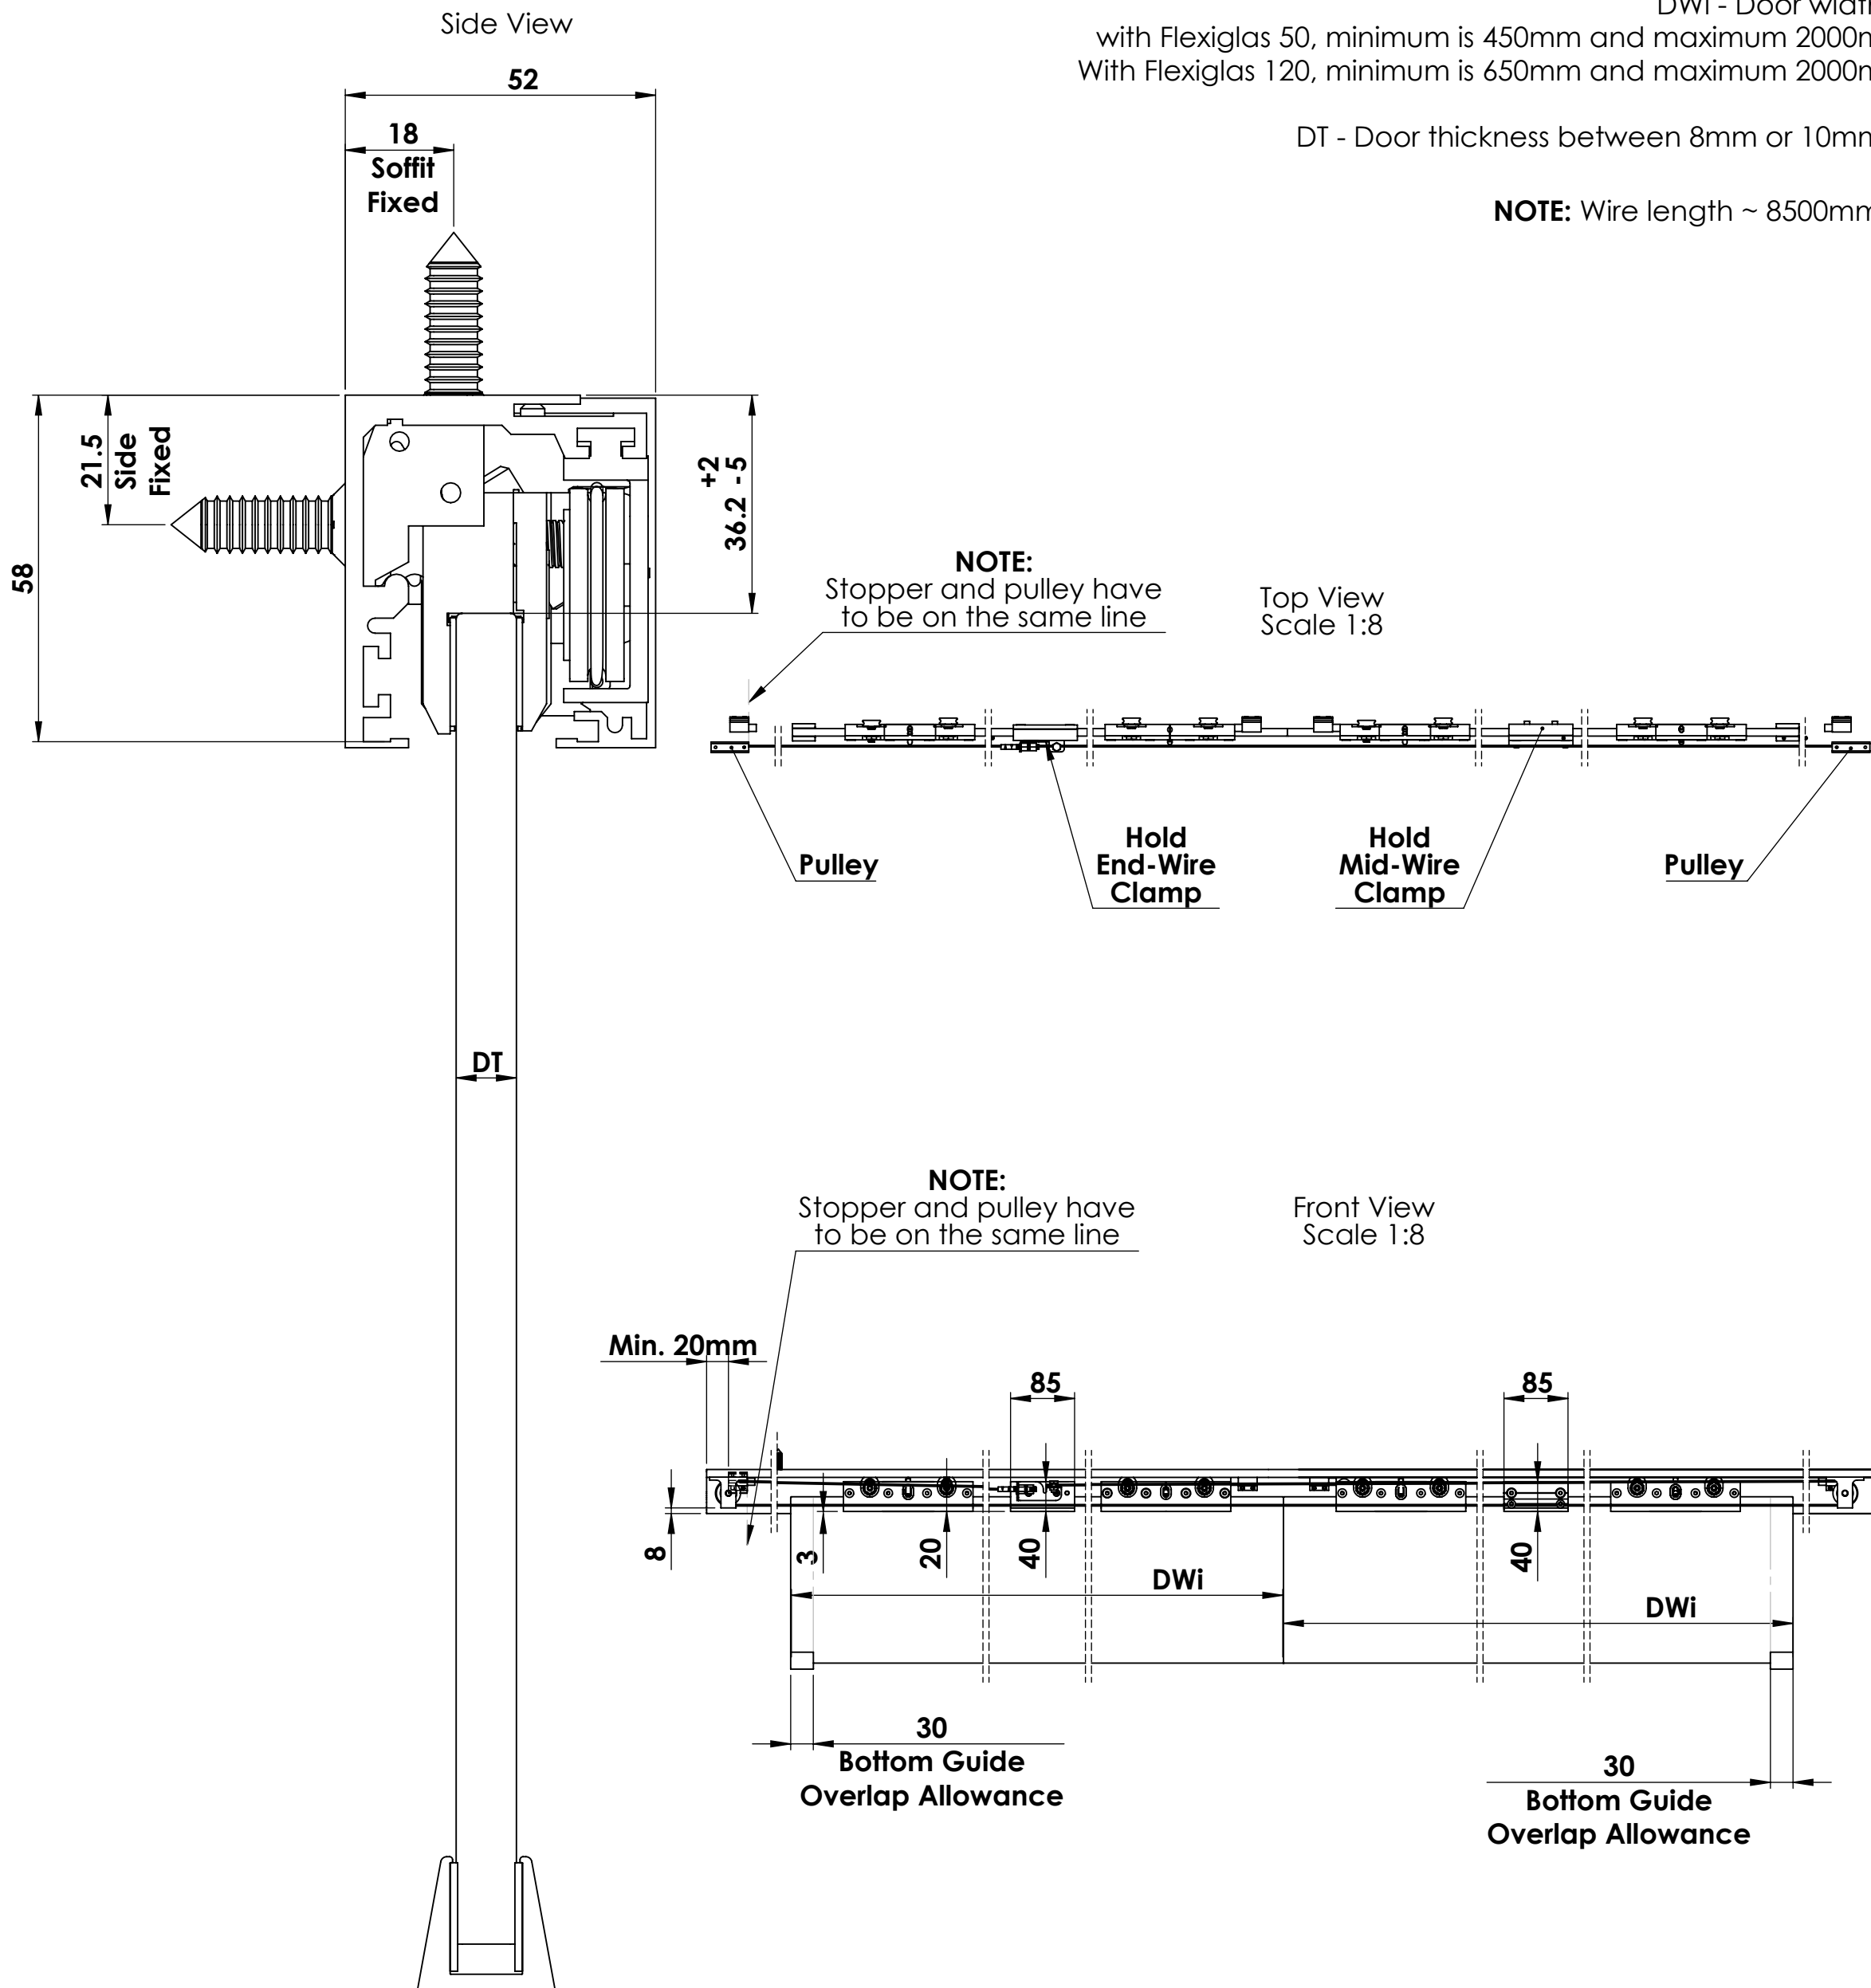 Side View
DWi - Door width
with Flexiglas 50, minimum is 450mm and maximum 2000m
With Flexiglas 120, minimum is 650mm and maximum 2000m
DT - Door thickness between 8mm or 10mm
NOTE: Wire length ~ 8500mm
52
18
Soffit
Fixed
21.5
Side
Fixed
58
+2
36.2 -5
NOTE:
Stopper and pulley have
to be on the same line
Top View
Scale 1:8
Pulley
Hold
End-Wire
Clamp
Hold
Mid-Wire
Clamp
Pulley
DT
NOTE:
Stopper and pulley have
to be on the same line
Front View
Scale 1:8
Min. 20mm
85
85
8
3
20
40
40
DWi
DWi
30
Bottom Guide
Overlap Allowance
30
Bottom Guide
Overlap Allowance